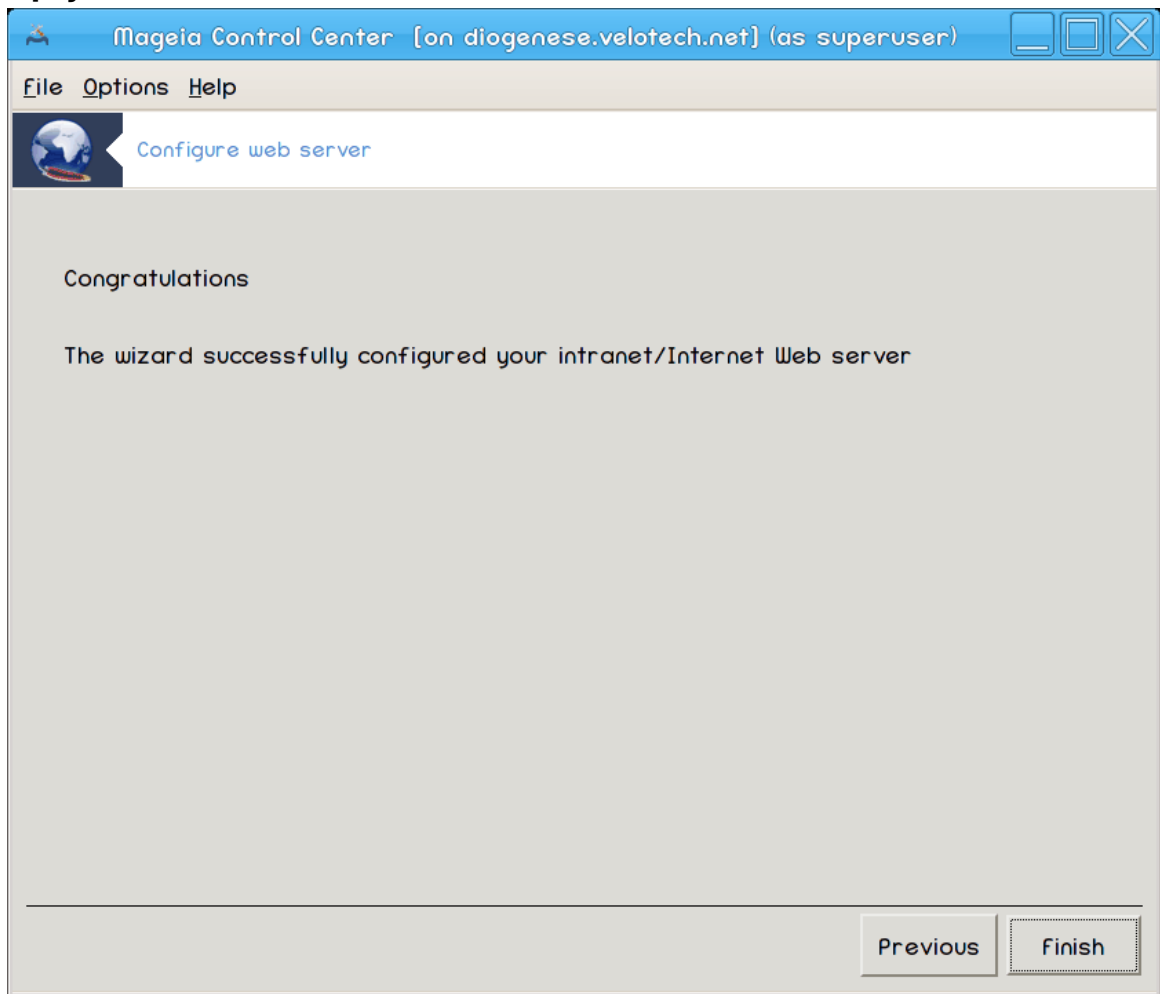 Mageia Control Center [on diogenese.velotech.net] (as superuser)
File Options Help
Configure web server
Congratulations
The wizard successfully configured your intranet/Internet Web server
Previous Finish